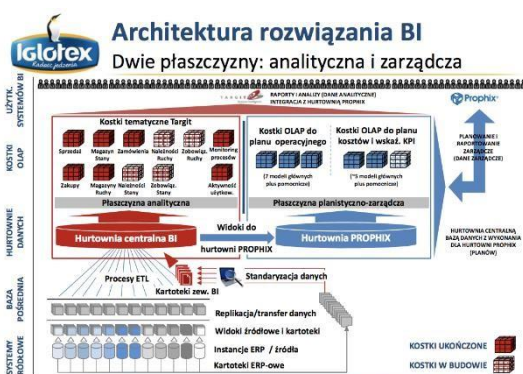 Iglotex
Radość jedzenia
Architektura rozwiązania BI
Dwie płaszczyzny: analityczna i zarządcza
UŻYTK. SYSTEMÓW BI
TARGIT
RAPORTY I ANALIZY (DANE ANALITYCZNE)
INTEGRACJA Z HURTOWNIĄ PROPHIX
Prophix
KOSTKI OLAP
Kostki tematyczne Targit
Sprzedaż
Magazyn Stany
Zamówienia
Należności Ruchy
Zobowiąz. Ruchy
Monitoring procesów
Zakupy
Magazyny Ruchy
Należności Stany
Zobowiąz. Stany
Aktywność użytkow.
Płaszczyzna analityczna
Kostki OLAP do planu operacyjnego
(7 modeli głównych plus pomocnicze)
Kostki OLAP do planu kosztów i wskaź. KPI
(~5 modeli głównych plus pomocnicze)
Płaszczyzna planistyczno-zarządcza
PLANOWANIE I
RAPORTOWANIE
ZARZĄDCZE
(DANE ZARZĄDCZE)
HURTOWNIE DANYCH
Hurtownia centralna BI
Widoki do
hurtowni PROPHIX
Hurtownia PROPHIX
HURTOWNIA CENTRALNĄ
BAZĄ DANYCH Z WYKONANIA
DLA HURTOWNI PROPHIX
(PLANÓW)
BAZA POŚREDNIA
Procesy ETL
Kartoteki zew. BI
Standaryzacja danych
Replikacja/transfer danych
SYSTEMY ŹRÓDŁOWE
Widoki źródłowe i kartoteki
Instancje ERP / źródła
Kartoteki ERP-owe
KOSTKI UKOŃCZONE
KOSTKI W BUDOWIE